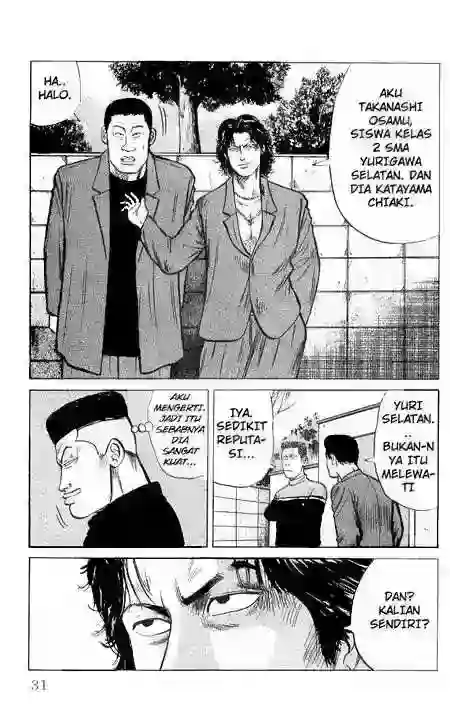 AKU
TAKANASHI
OSAMU,
SISWA KELAS
2 SMA
YURIGAWA
SELATAN. DAN
DIA KATAYAMA
CHIAKI.
HA..
HALO.
YURI
SELATAN.
..
BUKAN-N
YA ITU
MELEWA-
TI
IYA.
SEDIKIT
REPUTA-
SI...
AKU
MENGERTI.
JADI ITU
SEBABNYA
DIA
SANGAT
KUAT...
DAN?
KALIAN
SENDIRI?
31